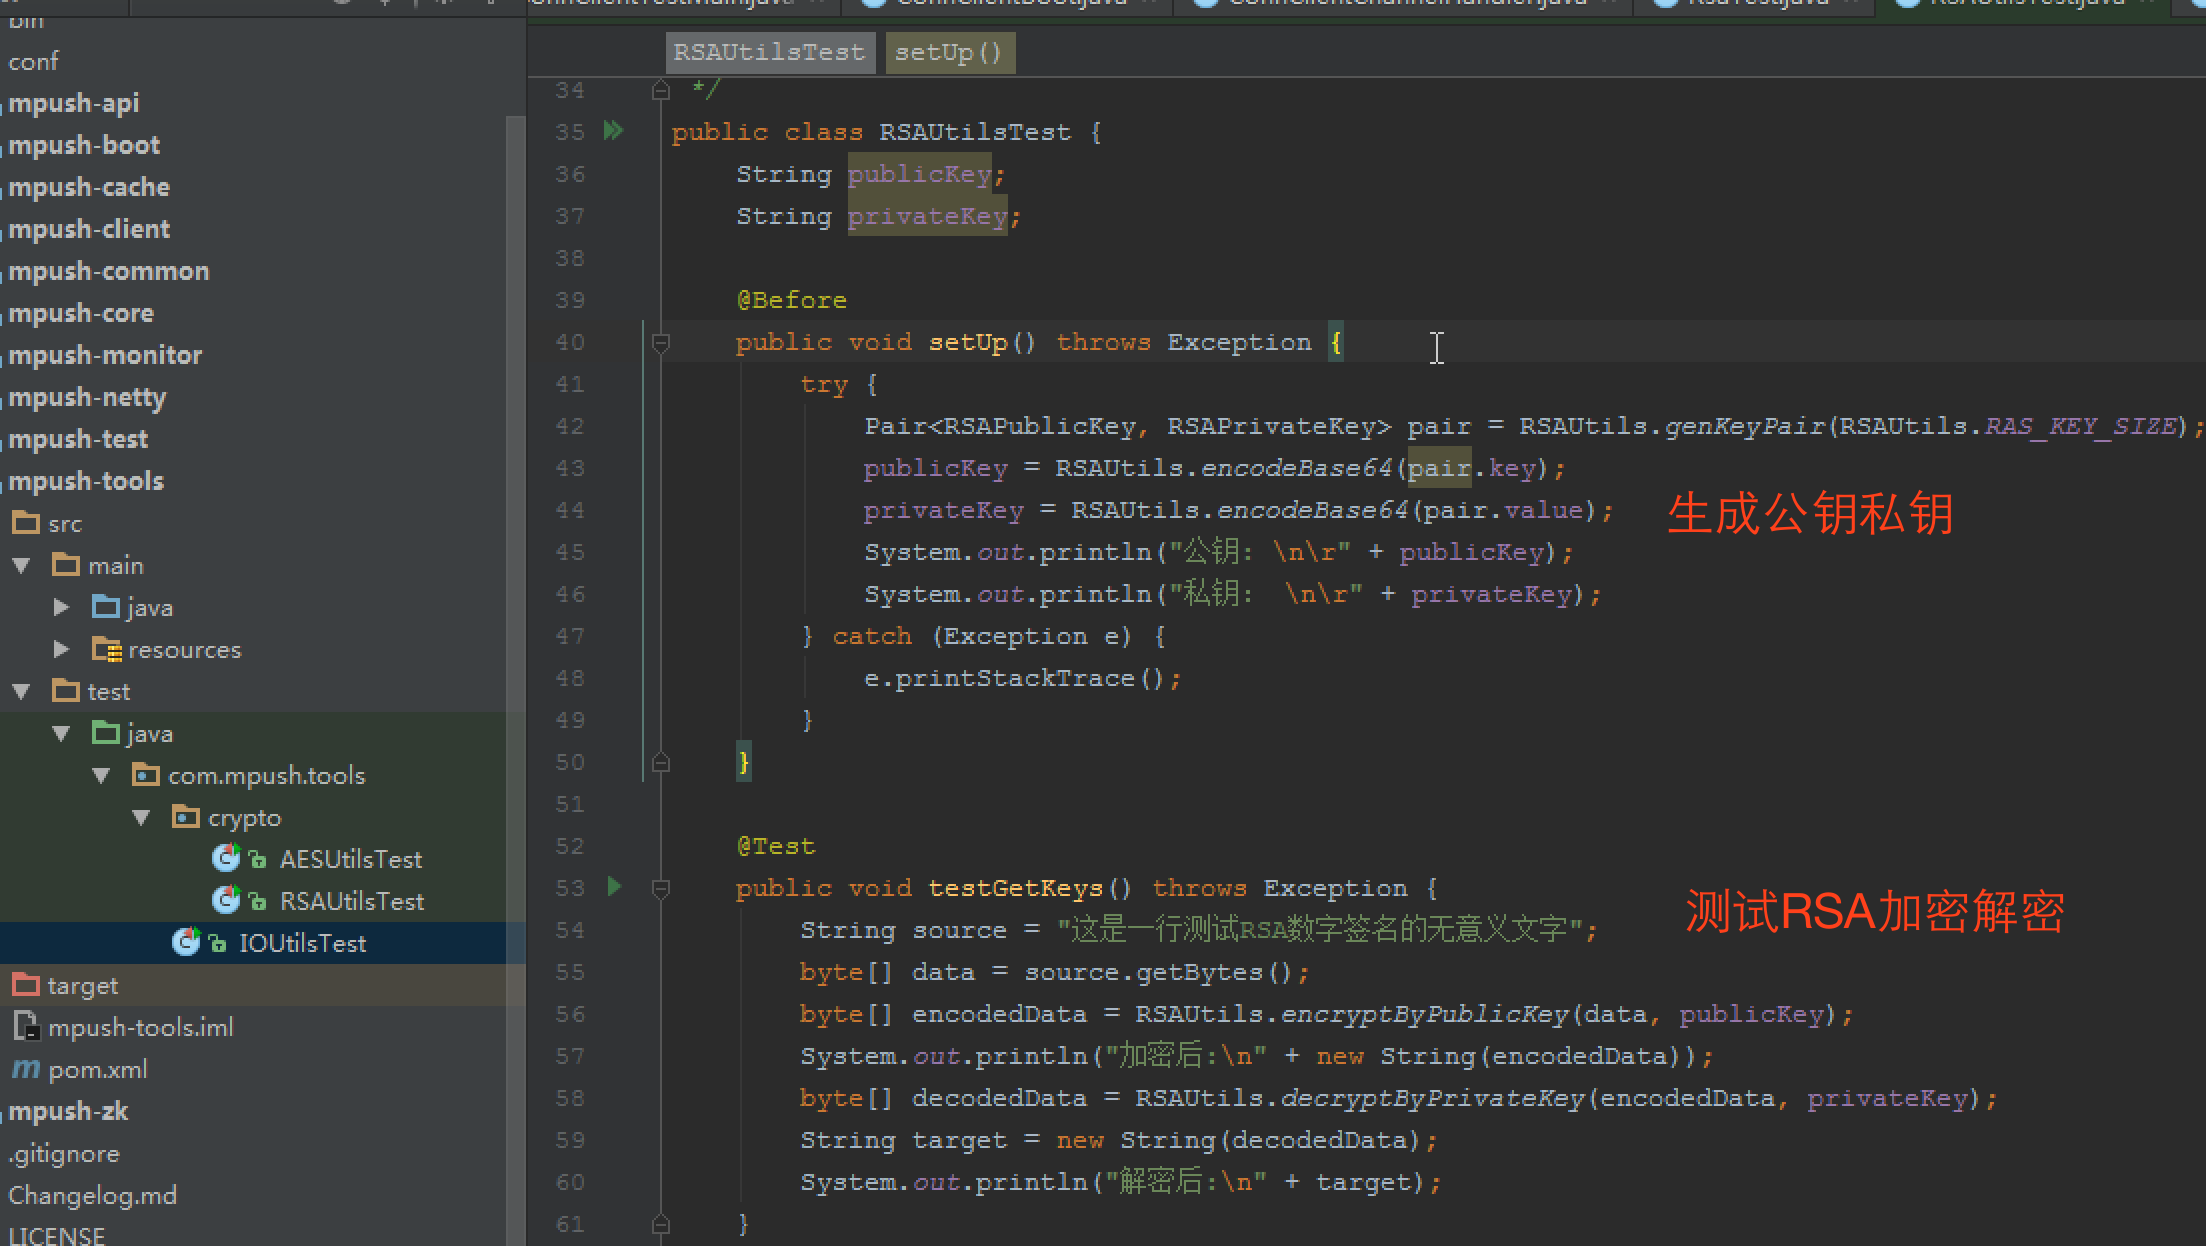 bin
conf
mpush-api
mpush-boot
mpush-cache
mpush-client
mpush-common
mpush-core
mpush-monitor
mpush-netty
mpush-test
mpush-tools
src
main
java
resources
test
java
com.mpush.tools
crypto
AESUtilsTest
RSAUtilsTest
IOUtilsTest
target
mpush-tools.iml
pom.xml
mpush-zk
.gitignore
Changelog.md
LICENSE
RSAUtilsTest setUp()
34 */
35 public class RSAUtilsTest {
36 String publicKey;
37 String privateKey;
38
39 @Before
40 public void setUp() throws Exception {
41 try {
42 Pair<RSAPublicKey, RSAPrivateKey> pair = RSAUtils.genKeyPair(RSAUtils.RAS_KEY_SIZE);
43 publicKey = RSAUtils.encodeBase64(pair.key);
44 privateKey = RSAUtils.encodeBase64(pair.value);
生成公钥私钥
45 System.out.println("公钥: \n\r" + publicKey);
46 System.out.println("私钥: \n\r" + privateKey);
47 } catch (Exception e) {
48 e.printStackTrace();
49 }
50 }
51
52 @Test
53 public void testGetKeys() throws Exception {
测试RSA加密解密
54 String source = "这是一行测试RSA数字签名的无意义文字";
55 byte[] data = source.getBytes();
56 byte[] encodedData = RSAUtils.encryptByPublicKey(data, publicKey);
57 System.out.println("加密后:\n" + new String(encodedData));
58 byte[] decodedData = RSAUtils.decryptByPrivateKey(encodedData, privateKey);
59 String target = new String(decodedData);
60 System.out.println("解密后:\n" + target);
61 }